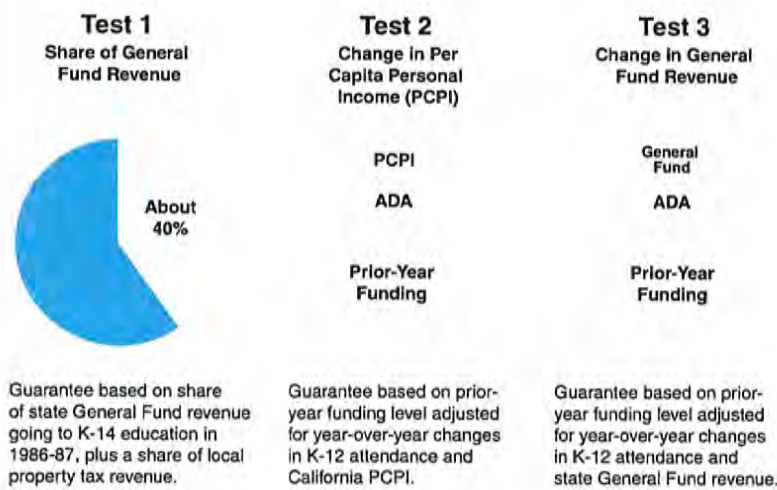 Test 1
Share of General
Fund Revenue
About
40%
Guarantee based on share
of state General Fund revenue
going to K-14 education in
1986-87, plus a share of local
property tax revenue.
Test 2
Change in Per
Capita Personal
Income (PCPI)
PCPI
ADA
Prior-Year
Funding
Guarantee based on prior-
year funding level adjusted
for year-over-year changes
in K-12 attendance and
California PCPI.
Test 3
Change in General
Fund Revenue
General
Fund
ADA
Prior-Year
Funding
Guarantee based on prior-
year funding level adjusted
for year-over-year changes
in K-12 attendance and
state General Fund revenue.